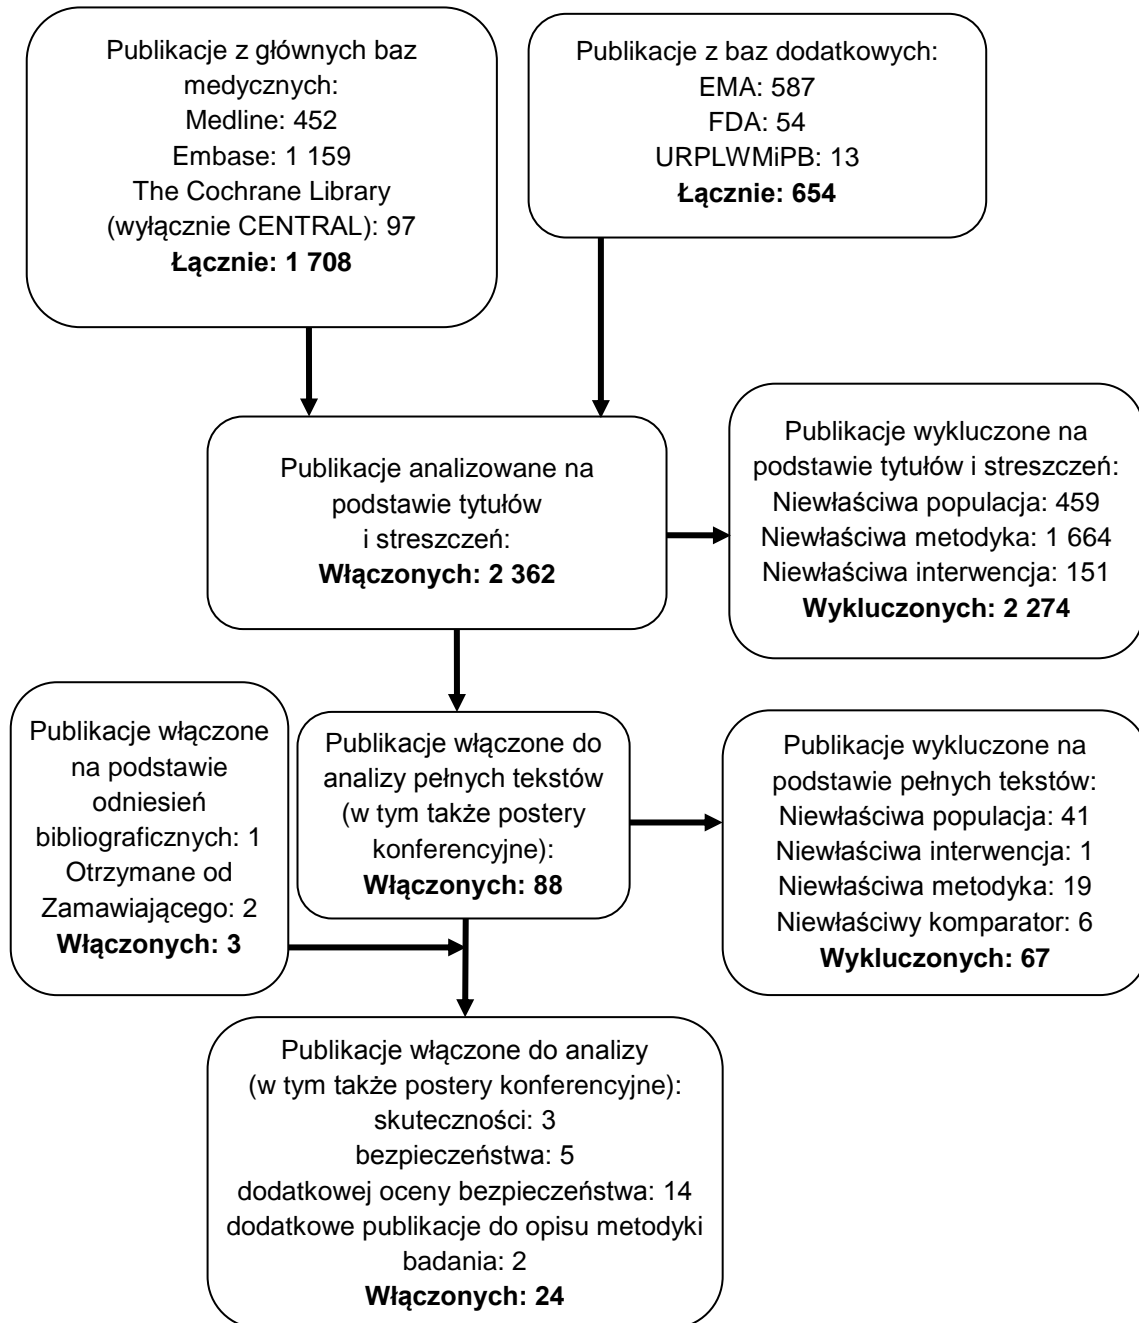 Publikacje z głównych baz
medycznych:
Medline: 452
Embase: 1 159
The Cochrane Library
(wyłącznie CENTRAL): 97
Łącznie: 1 708
Publikacje z baz dodatkowych:
EMA: 587
FDA: 54
URPLWMiPB: 13
Łącznie: 654
Publikacje analizowane na
podstawie tytułów
i streszczeń:
Włączonych: 2 362
Publikacje wykluczone na
podstawie tytułów i streszczeń:
Niewłaściwa populacja: 459
Niewłaściwa metodyka: 1 664
Niewłaściwa interwencja: 151
Wykluczonych: 2 274
Publikacje włączone
na podstawie
odniesień
bibliograficznych: 1
Otrzymane od
Zamawiającego: 2
Włączonych: 3
Publikacje włączone do
analizy pełnych tekstów
(w tym także postery
konferencyjne):
Włączonych: 88
Publikacje wykluczone na
podstawie pełnych tekstów:
Niewłaściwa populacja: 41
Niewłaściwa interwencja: 1
Niewłaściwa metodyka: 19
Niewłaściwy komparator: 6
Wykluczonych: 67
Publikacje włączone do analizy
(w tym także postery konferencyjne):
skuteczności: 3
bezpieczeństwa: 5
dodatkowej oceny bezpieczeństwa: 14
dodatkowe publikacje do opisu metodyki
badania: 2
Włączonych: 24